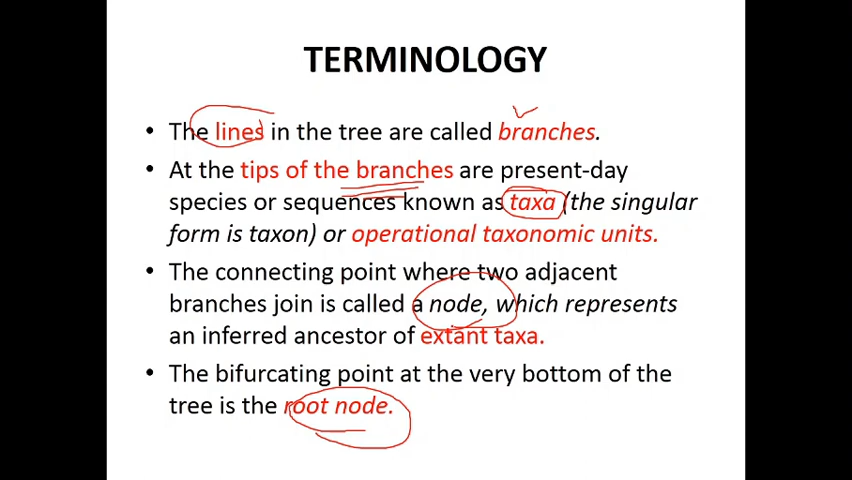 TERMINOLOGY
• The lines in the tree are called branches.
• At the tips of the branches are present-day
species or sequences known as taxa (the singular
form is taxon) or operational taxonomic units.
• The connecting point where two adjacent
branches join is called a node, which represents
an inferred ancestor of extant taxa.
• The bifurcating point at the very bottom of the
tree is the root node.